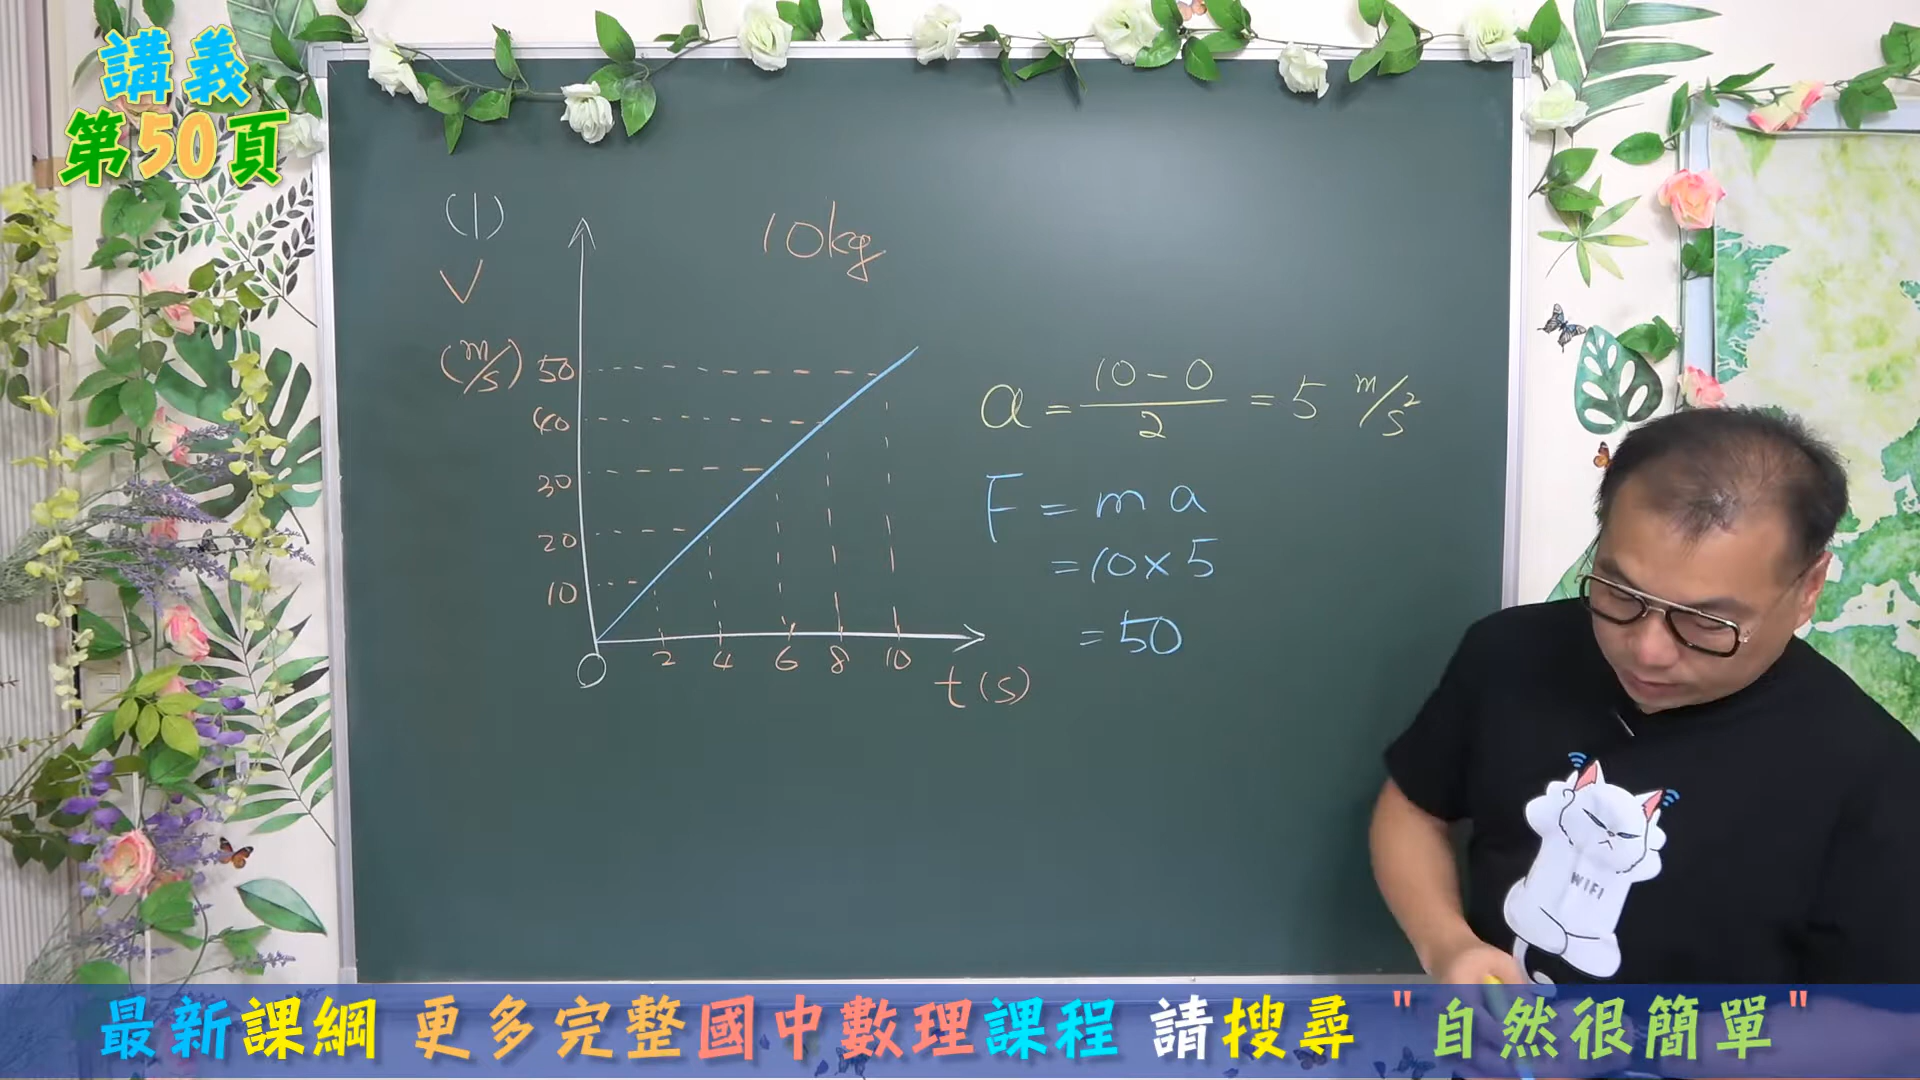 講義
第50頁
(1)
V
(m/s)
10kg
50
40
30
20
10
0
2 4 6 8 10
t(s)
a = (10 - 0)/2 = 5 m/s²
F = m a
= 10 × 5
= 50
WIFI
最新課綱 更多完整國中數理課程 請搜尋 "自然很簡單"